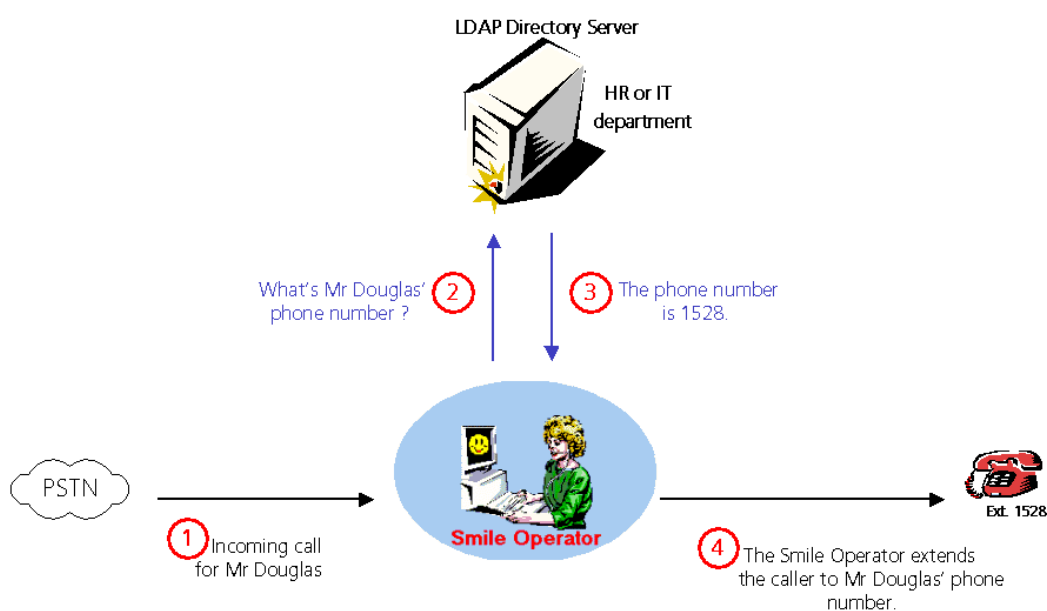 LDAP Directory Server
HR or IT
department
What's Mr Douglas'
phone number ?
2
3
The phone number
is 1528.
PSTN
Smile Operator
Ext. 1528
1
Incoming call
for Mr Douglas
4
The Smile Operator extends
the caller to Mr Douglas' phone
number.